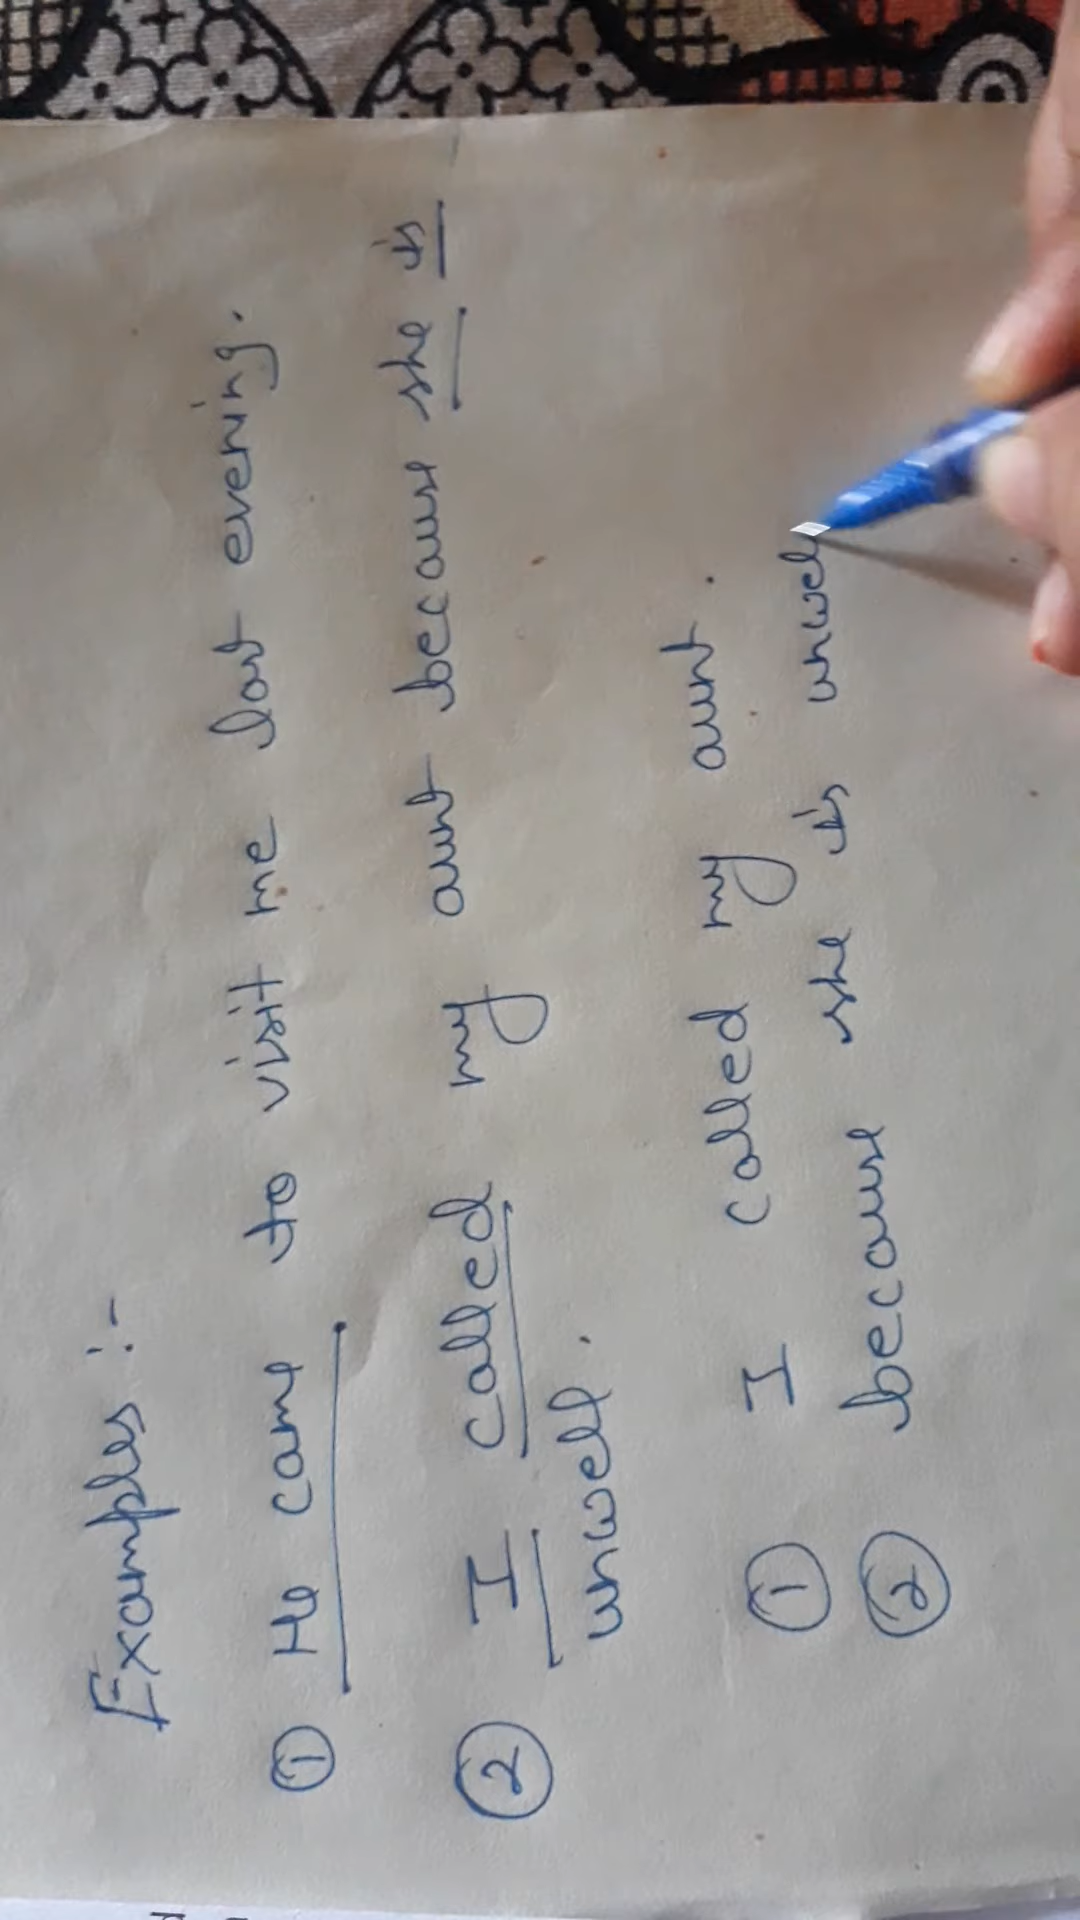 Examples :-
① He came to visit me last evening.
② I called my aunt because she is
unwell.
① I called my aunt.
② because she is unwel